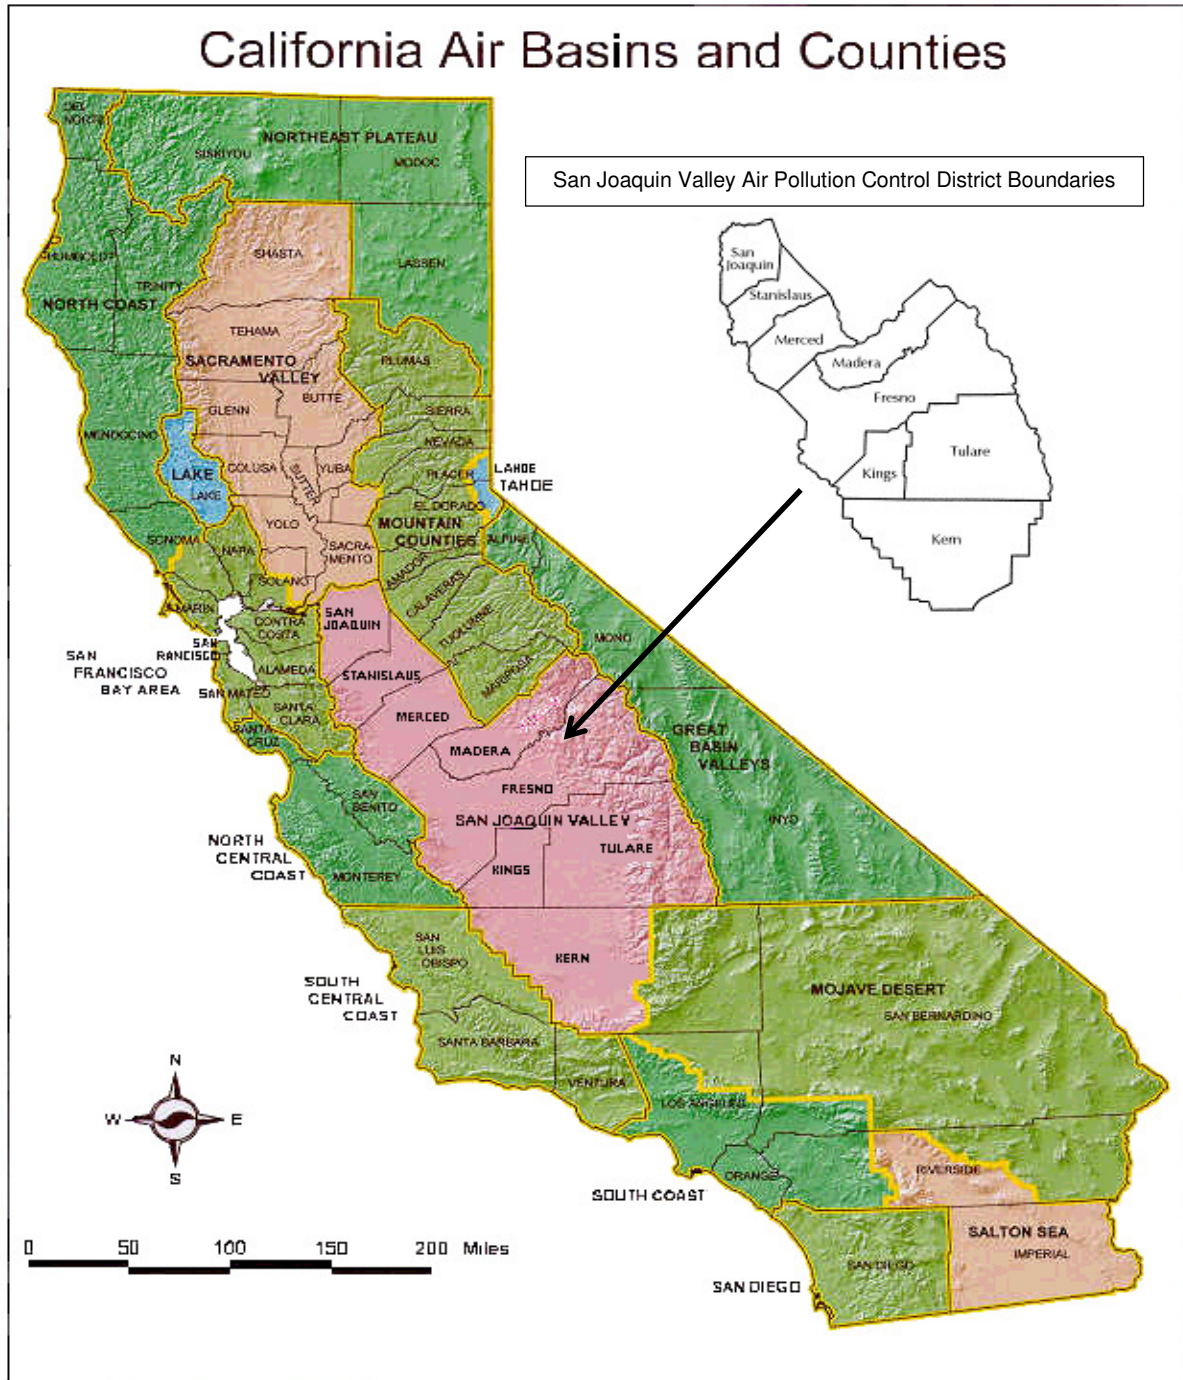 California Air Basins and Counties
San Joaquin Valley Air Pollution Control District Boundaries
DEL
NORTE
SISKIYOU
NORTHEAST PLATEAU
MODOC
HUMBOLDT
TRINITY
NORTH COAST
SHASTA
LASSEN
TEHAMA
SACRAMENTO
VALLEY
PLUMAS
GLENN
BUTTE
SIERRA
MENDOCINO
NEVADA
LAKE
LAKE
COLUSA
SUTTER
YUBA
PLACER
LAHOE
TAHOE
EL DORADO
YOLO
MOUNTAIN
COUNTIES
SONOMA
NAPA
SACRA-
MENTO
ALPINE
AMADOR
SOLANO
CALAVERAS
MARIN
CONTRA
COSTA
SAN
JOAQUIN
TUOLUMNE
MONO
SAN
RANCISCO
SAN
FRANCISCO
BAY AREA
ALAMEDA
STANISLAUS
MARIPOSA
SAN MATEO
SANTA
CLARA
MERCED
SANTA
CRUZ
MADERA
GREAT
BASIN
VALLEYS
FRESNO
SAN
BENITO
SAN JOAQUIN VALLEY
INYO
NORTH
CENTRAL
COAST
TULARE
KINGS
MONTEREY
SAN
LUIS
OBISPO
KERN
SOUTH
CENTRAL
COAST
MOJAVE DESERT
SAN BERNARDINO
SANTA BARBARA
VENTURA
LOS ANGELES
ORANGE
RIVERSIDE
SOUTH COAST
SALTON SEA
IMPERIAL
SAN DIEGO
SAN DIEGO
San
Joaquin
Stanislaus
Merced
Madera
Fresno
Tulare
Kings
Kern
N
W
E
S
0 50 100 150 200 Miles